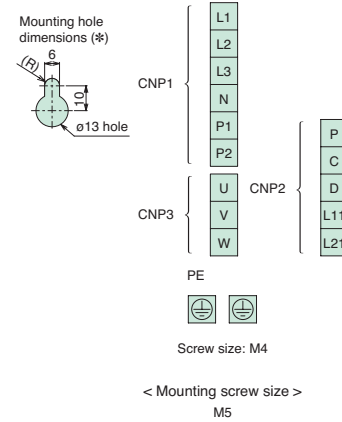 Mounting hole
dimensions (✻)
6
(R)
10
ø13 hole
CNP1
L1
L2
L3
N
P1
P2
CNP3
U
V
W
CNP2
P
C
D
L11
L21
PE
Screw size: M4
< Mounting screw size >
M5